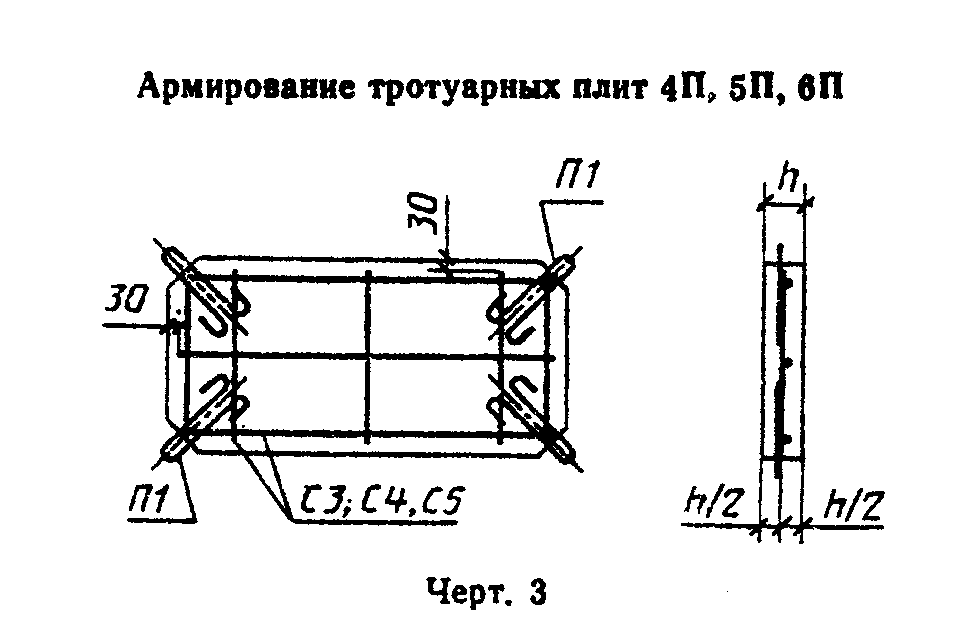 Армирование тротуарных плит 4П, 5П, 6П
П1
h
30
30
П1
С3; С4, С5
h/2
h/2
Черт. 3